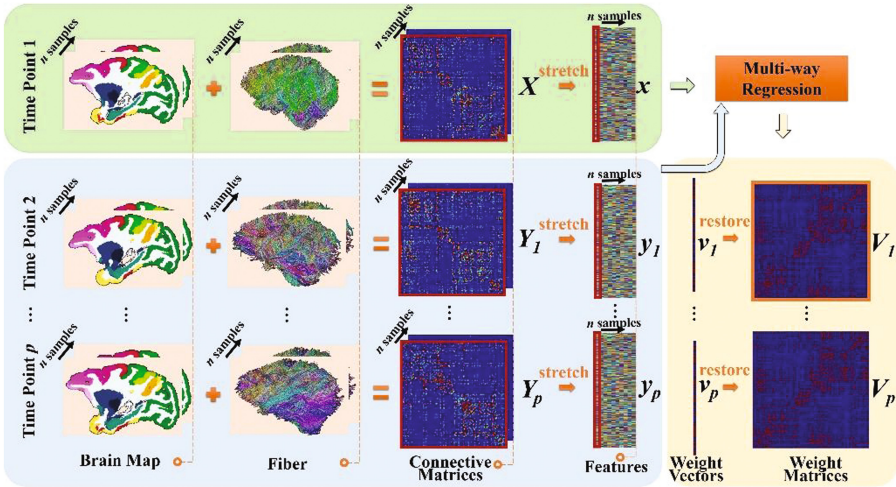 Time Point 1
n samples
n samples
n samples
X
stretch
x
Multi-way
Regression
Time Point 2
n samples
n samples
n samples
n samples
Y1
stretch
y1
v1
restore
V1
...
...
...
...
...
...
...
Time Point p
n samples
n samples
n samples
n samples
Yp
stretch
yp
vp
restore
Vp
Brain Map
Fiber
Connective
Matrices
Features
Weight
Vectors
Weight
Matrices